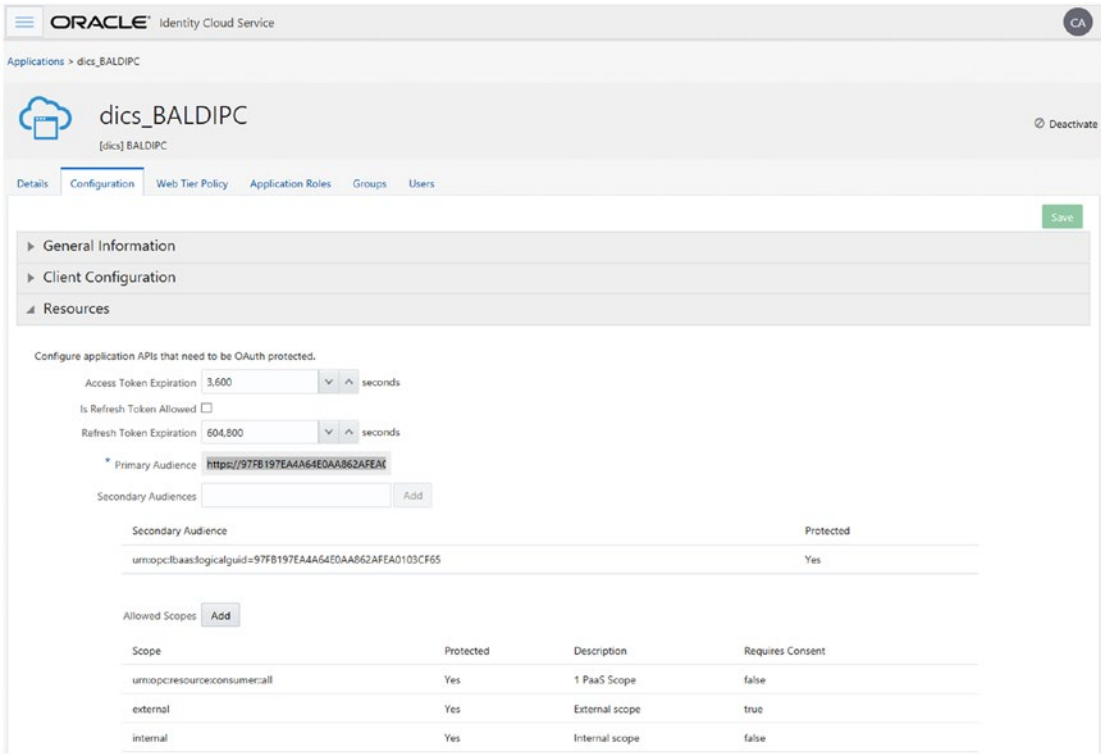 ORACLE® Identity Cloud Service CA
Applications > dics_BALDIPC
dics_BALDIPC
[dics] BALDIPC
Deactivate
Details Configuration Web Tier Policy Application Roles Groups Users
Save
General Information
Client Configuration
Resources
Configure application APIs that need to be OAuth protected.
Access Token Expiration 3,600 seconds
Is Refresh Token Allowed
Refresh Token Expiration 604,800 seconds
* Primary Audience https://97FB197EA4A64E0AA862AFEA0
Secondary Audiences Add
Secondary Audience Protected
urn:opc:lbaas:logicalguid=97FB197EA4A64E0AA862AFEA0103CF65 Yes
Allowed Scopes Add
Scope Protected Description Requires Consent
urn:opc:resource:consumer::all Yes 1 PaaS Scope false
external Yes External scope true
internal Yes Internal scope false